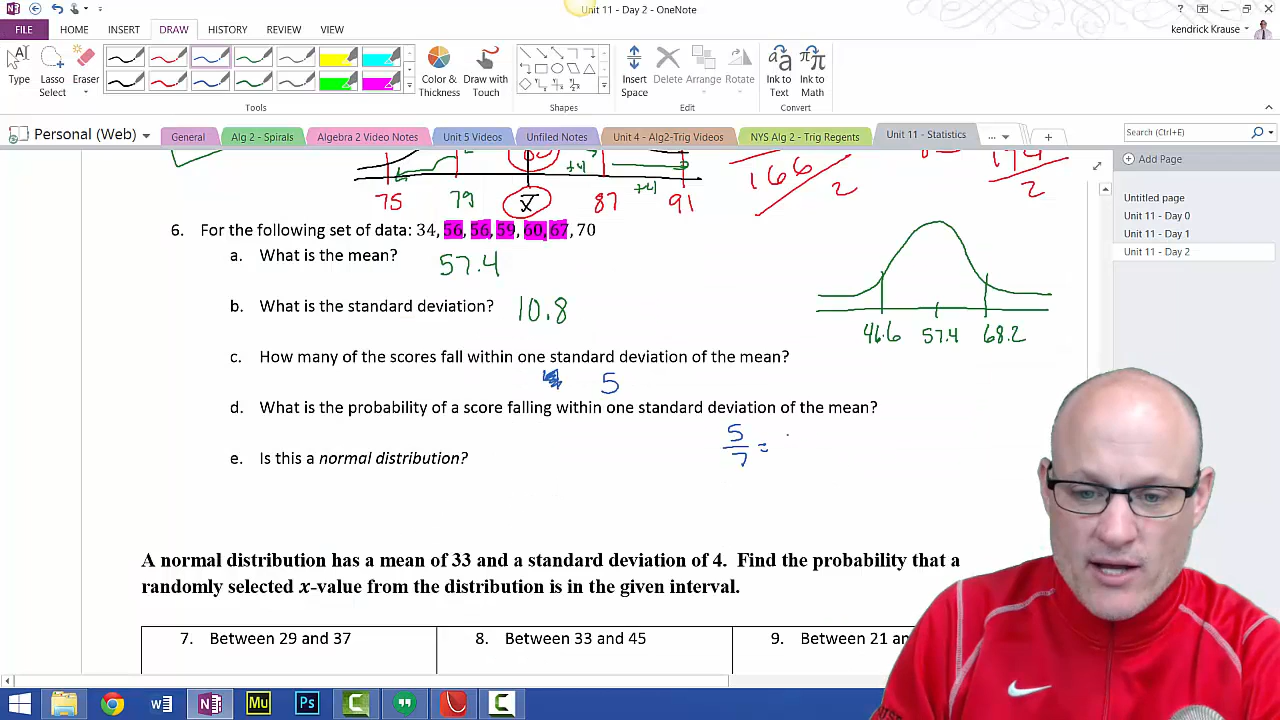 Unit 11 - Day 2 - OneNote
FILE HOME INSERT DRAW HISTORY REVIEW VIEW
kendrick Krause
Type Lasso Select Eraser Color & Thickness Draw with Touch Insert Space Delete Arrange Rotate Ink to Text Ink to Math
Tools Shapes Edit Convert
Personal (Web) General Alg 2 - Spirals Algebra 2 Video Notes Unit 5 Videos Unfiled Notes Unit 4 - Alg2-Trig Videos NYS Alg 2 - Trig Regents Unit 11 - Statistics ... + Search (Ctrl+E)
Add Page
Untitled page
Unit 11 - Day 0
Unit 11 - Day 1
Unit 11 - Day 2
+4
+4
166
2
2
75 79 x̄ 87 91
6. For the following set of data: 34, 56, 56, 59, 60, 67, 70
a. What is the mean? 57.4
b. What is the standard deviation? 10.8
46.6 57.4 68.2
c. How many of the scores fall within one standard deviation of the mean?
5
d. What is the probability of a score falling within one standard deviation of the mean?
5/7 =
e. Is this a normal distribution?
A normal distribution has a mean of 33 and a standard deviation of 4. Find the probability that a
randomly selected x-value from the distribution is in the given interval.
7. Between 29 and 37 8. Between 33 and 45 9. Between 21
W N Mu Ps C C